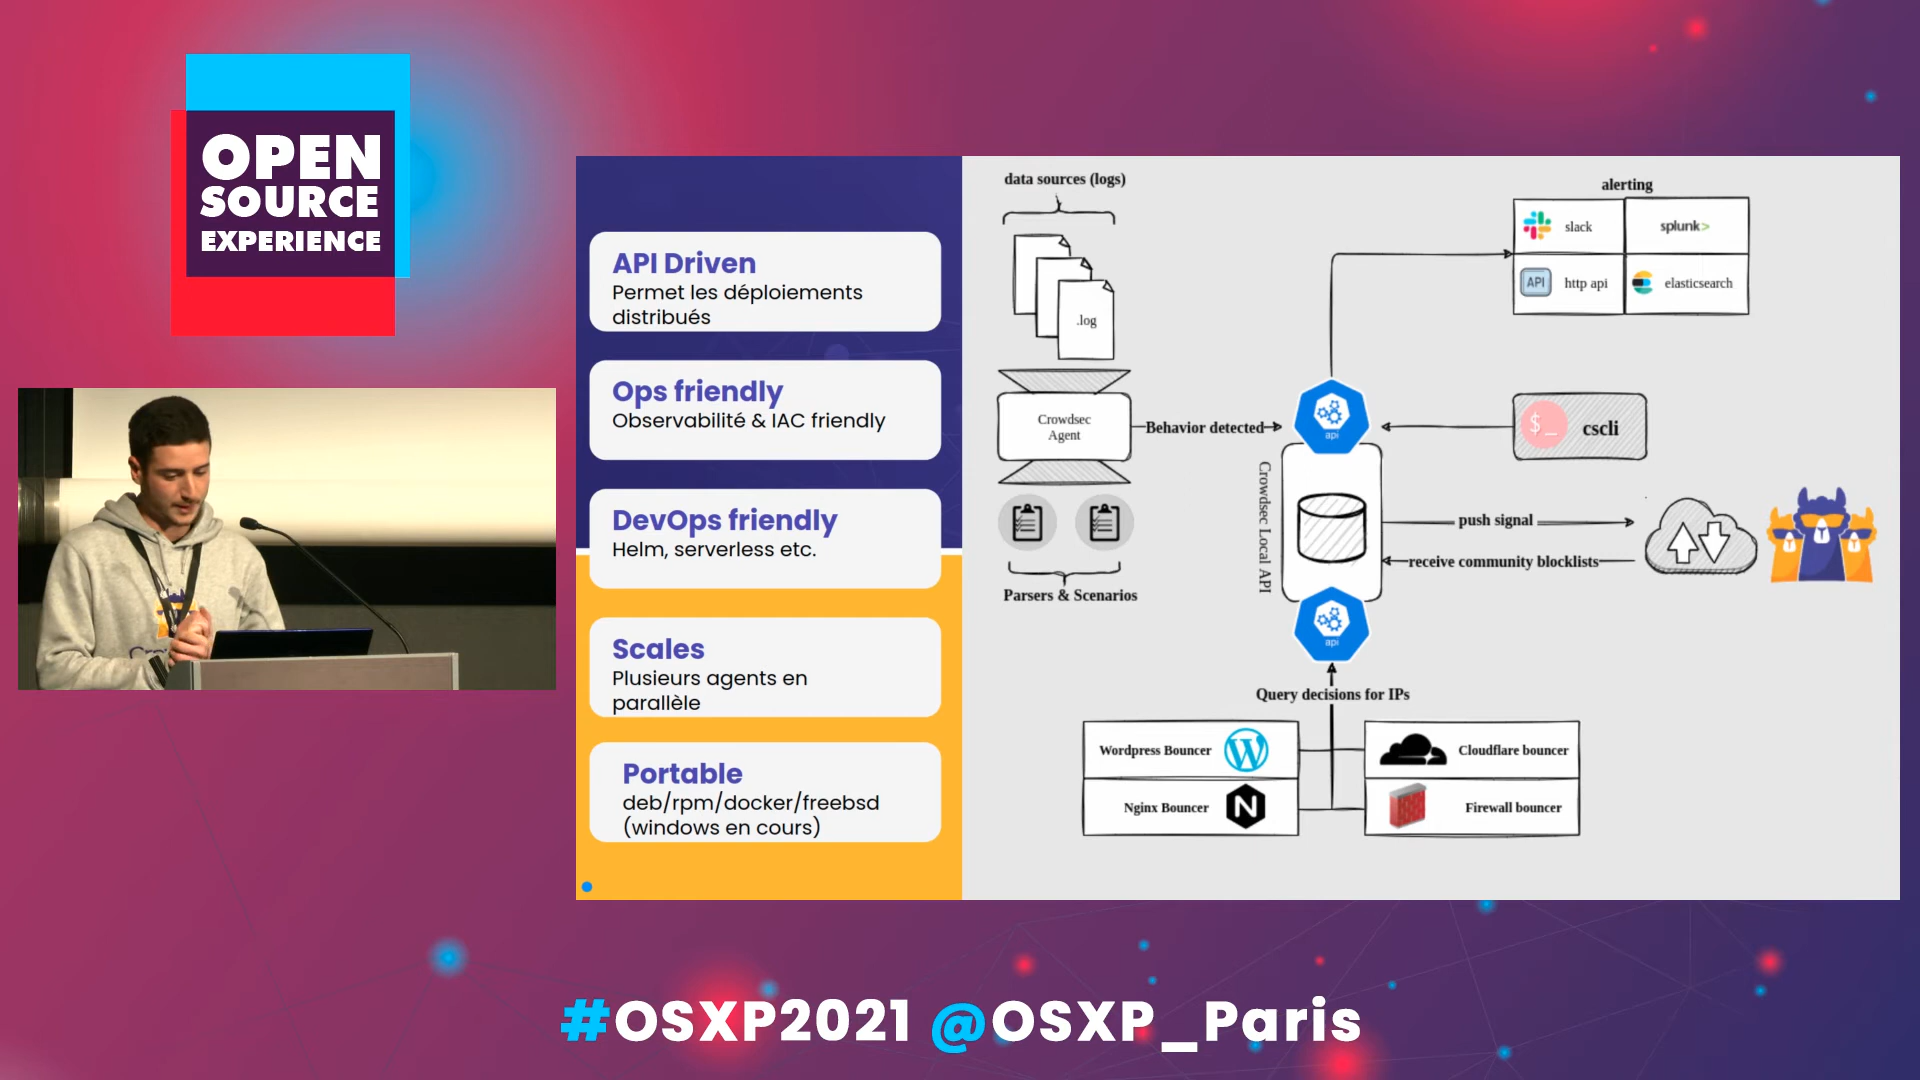 OPEN
SOURCE
EXPERIENCE
API Driven
Permet les déploiements
distribués
Ops friendly
Observabilité & IAC friendly
DevOps friendly
Helm, serverless etc.
Scales
Plusieurs agents en
parallèle
Portable
deb/rpm/docker/freebsd
(windows en cours)
data sources (logs)
.log
Crowdsec
Agent
Parsers & Scenarios
Behavior detected
api
Crowdsec Local API
api
alerting
slack
splunk>
API
http api
elasticsearch
$_
cscli
push signal
receive community blocklists
Query decisions for IPs
Wordpress Bouncer
W
Cloudflare bouncer
Nginx Bouncer
N
Firewall bouncer
#OSXP2021 @OSXP_Paris